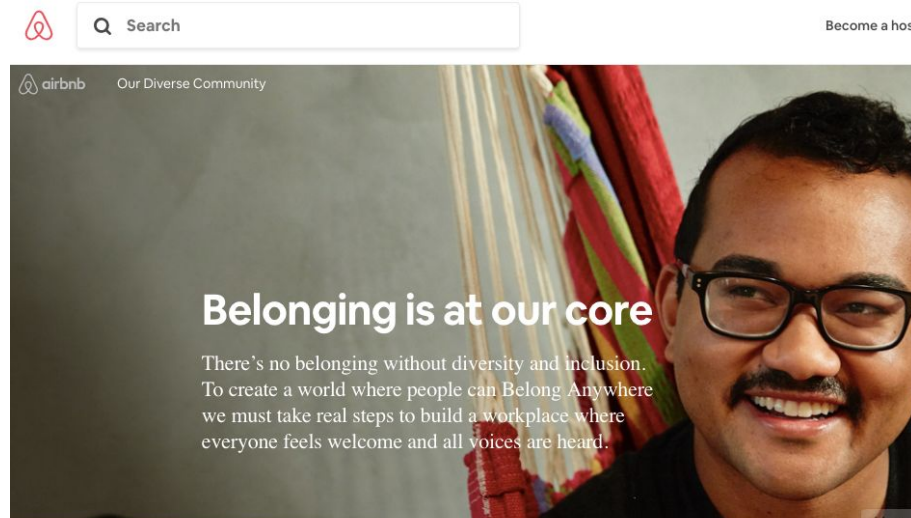 Search
Become a hos
airbnb
Our Diverse Community
Belonging is at our core
There’s no belonging without diversity and inclusion.
To create a world where people can Belong Anywhere
we must take real steps to build a workplace where
everyone feels welcome and all voices are heard.